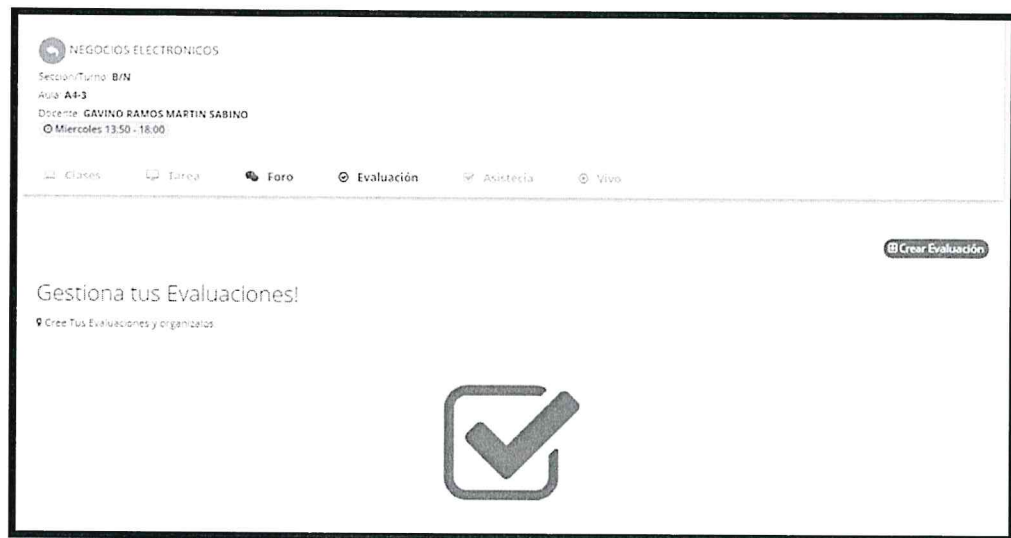 NEGOCIOS ELECTRONICOS
Sección/Turno: B/N
Aula: A4-3
Docente: GAVINO RAMOS MARTIN SABINO
Miercoles 13:50 - 18:00
Clases Tarea Foro Evaluación Asistecia Vivo
Crear Evaluación
Gestiona tus Evaluaciones!
Cree Tus Evaluaciones y organizalos